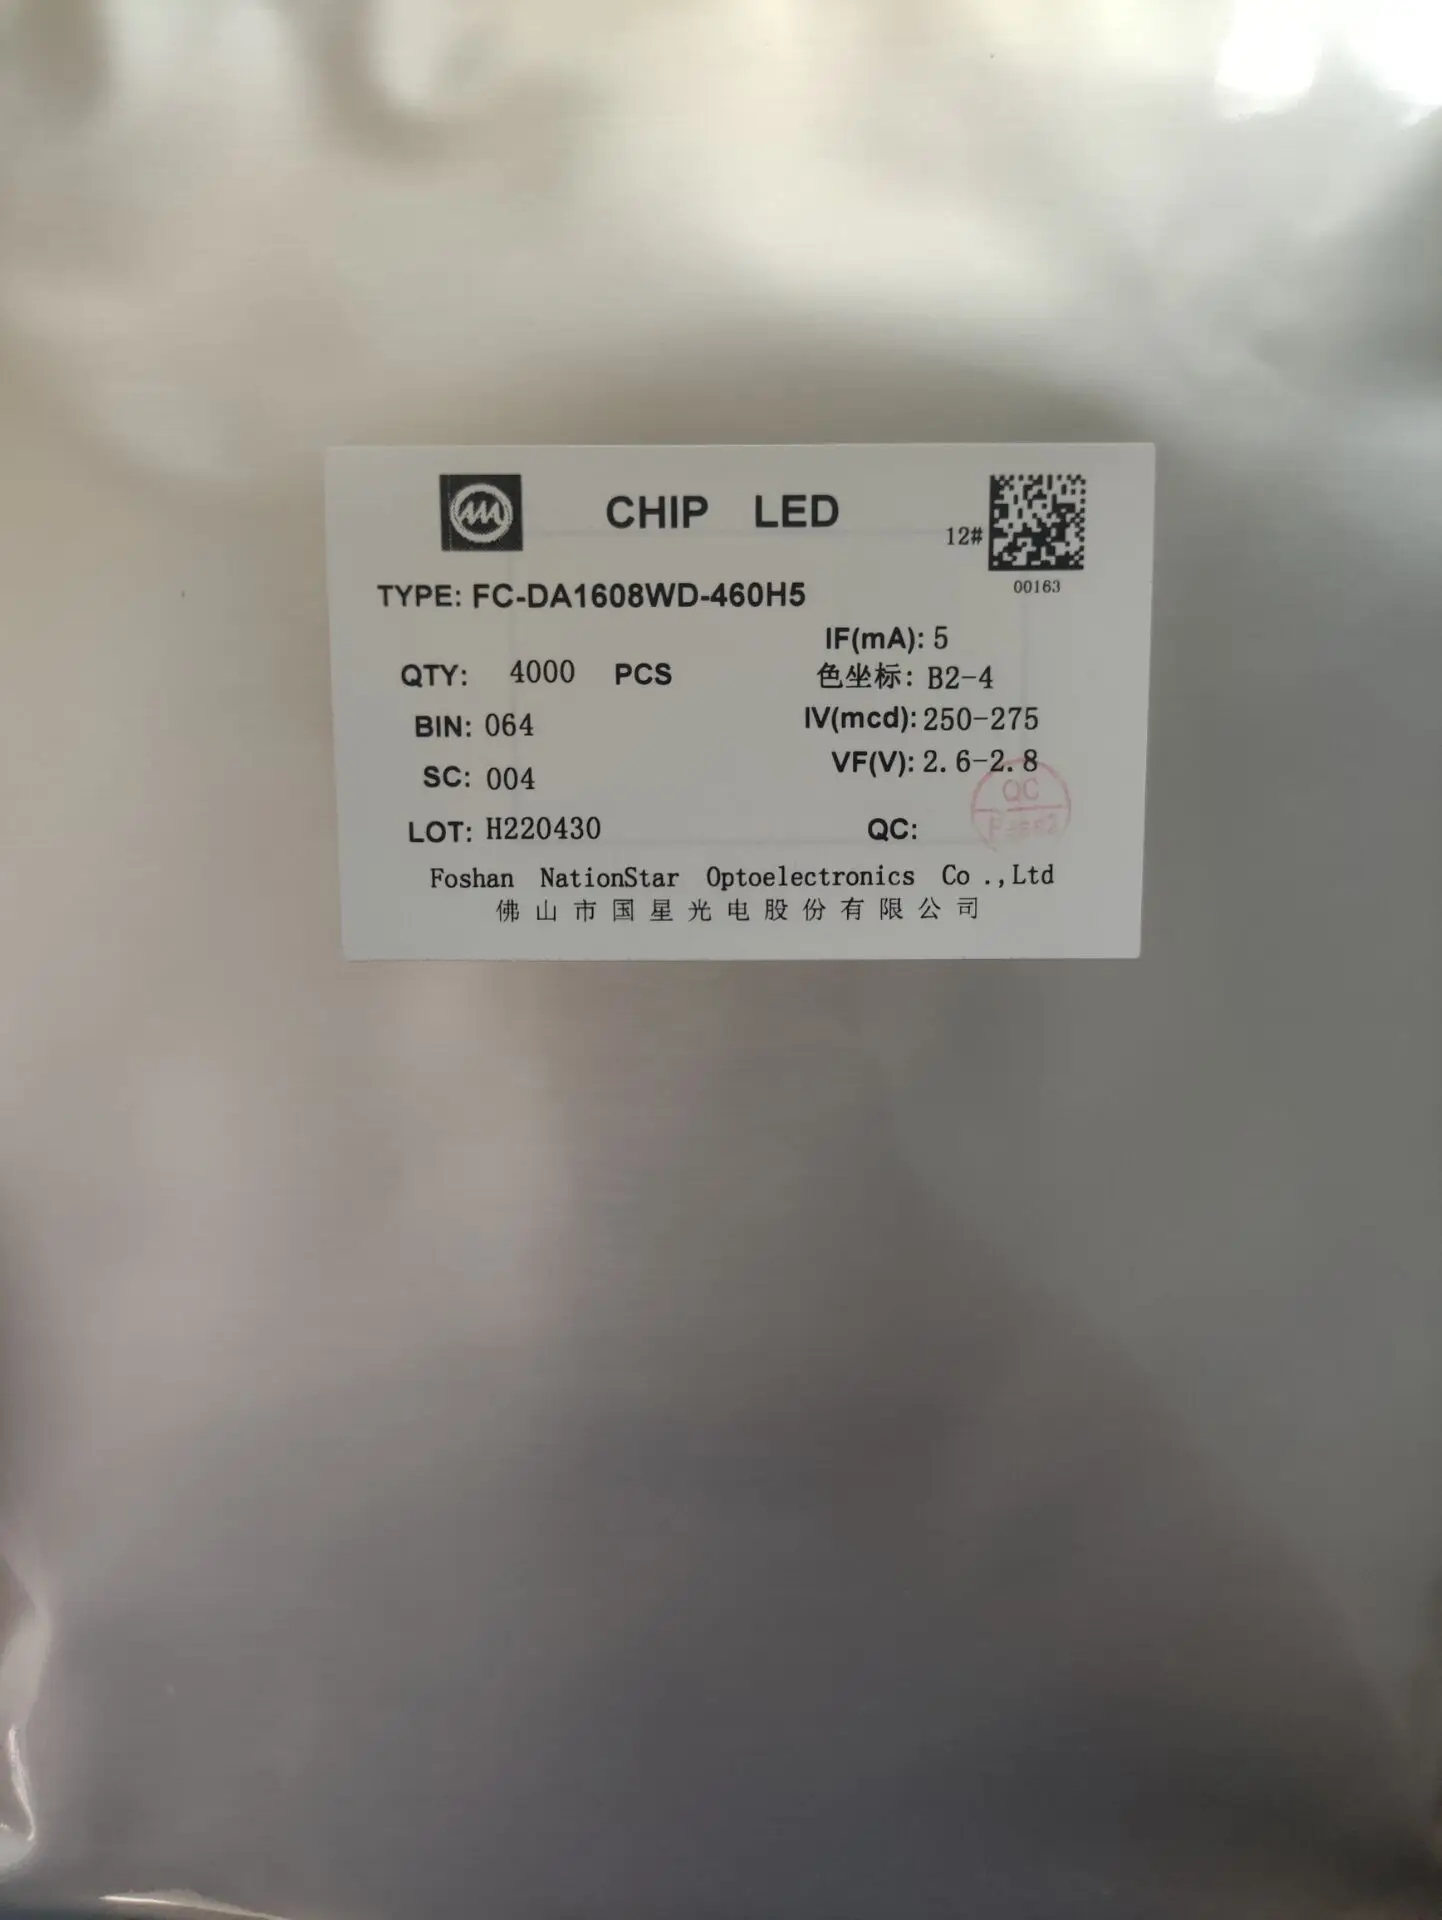 CHIP LED
12#
00163
TYPE: FC-DA1608WD-460H5
IF(mA): 5
QTY: 4000 PCS
色坐标: B2-4
BIN: 064
IV(mcd): 250-275
VF(V): 2.6-2.8
SC: 004
QC
LOT: H220430
QC:
Foshan NationStar Optoelectronics Co .,Ltd
佛山市国星光电股份有限公司